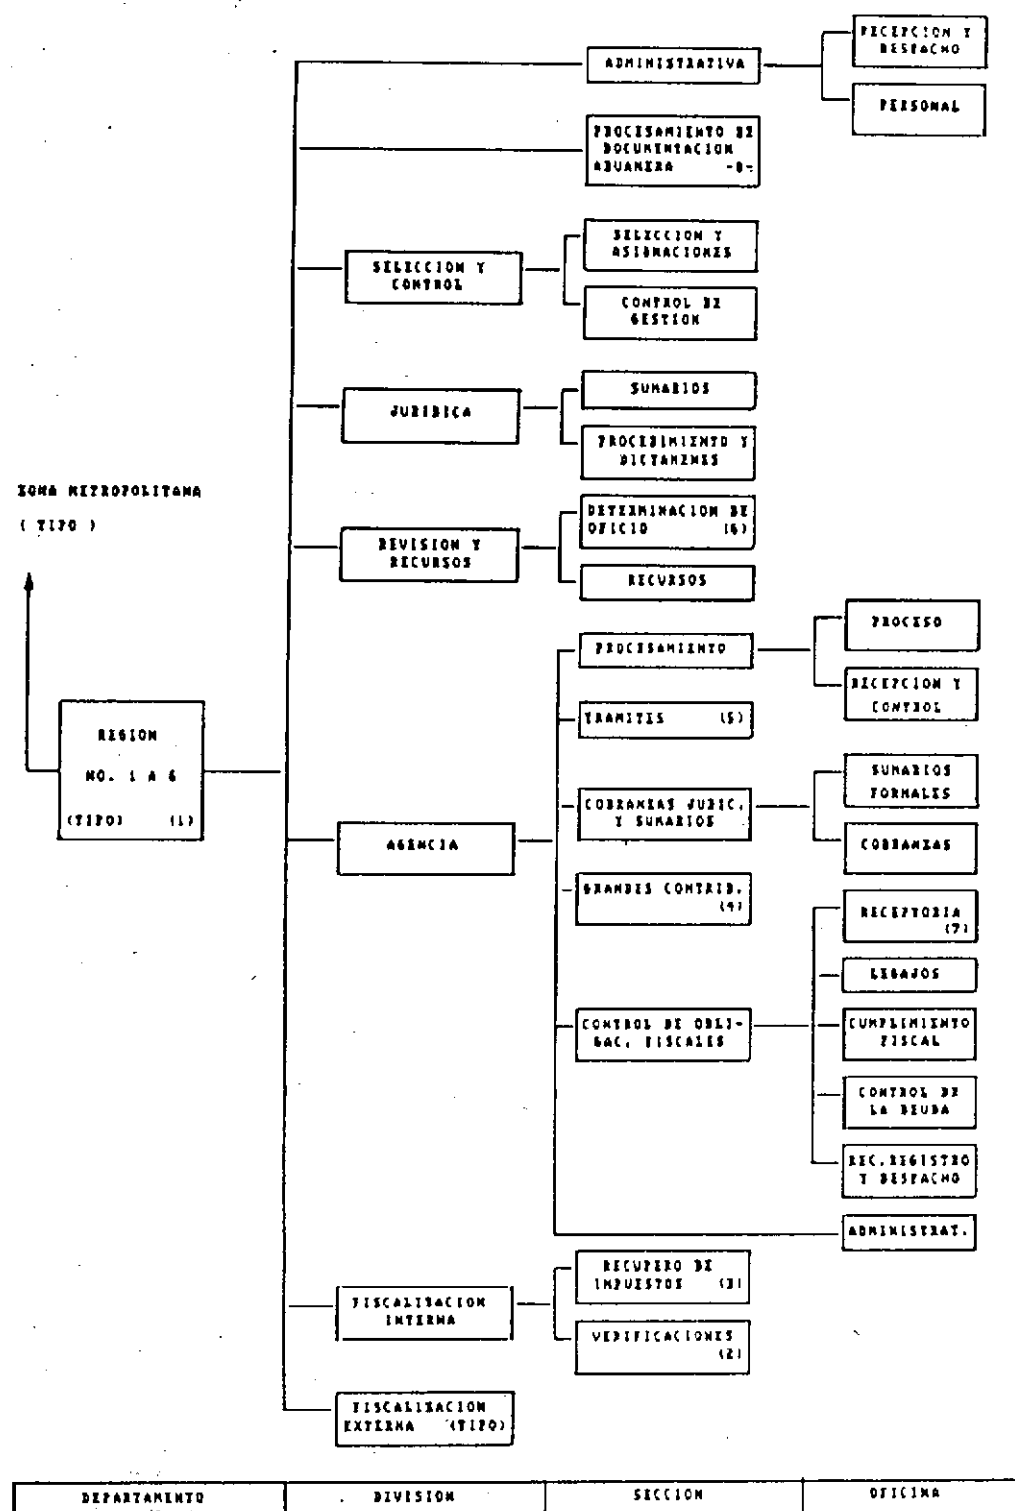 RECEPCION Y
DESPACHO
ADMINISTRATIVA
PERSONAL
PROCESAMIENTO DE
DOCUMENTACION
ADUANERA -8-
SELECCION Y
ASIGNACIONES
SELECCION Y
CONTROL
CONTROL DE
GESTION
SUMARIOS
JURIDICA
PROCEDIMIENTO Y
DICTAMENES
ZONA METROPOLITANA
( TIPO )
DETERMINACION DE
OFICIO (6)
REVISION Y
RECURSOS
RECURSOS
PROCESO
PROCESAMIENTO
RECEPCION Y
CONTROL
TRAMITES (5)
REGION
NO. 1 A 6
(TIPO) (1)
SUMARIOS
FORMALES
COBRANZAS JUDIC.
Y SUMARIOS
COBRANZAS
AGENCIA
GRANDES CONTRIB.
(4)
RECEPTORIA
(7)
LEGAJOS
CONTROL DE OBLI-
GAC. FISCALES
CUMPLIMIENTO
FISCAL
CONTROL DE
LA DEUDA
REC.REGISTRO
Y DESPACHO
ADMINISTRAT.
RECUPERO DE
IMPUESTOS (3)
FISCALIZACION
INTERNA
VERIFICACIONES
(2)
FISCALIZACION
EXTERNA (TIPO)
DEPARTAMENTO DIVISION SECCION OFICINA